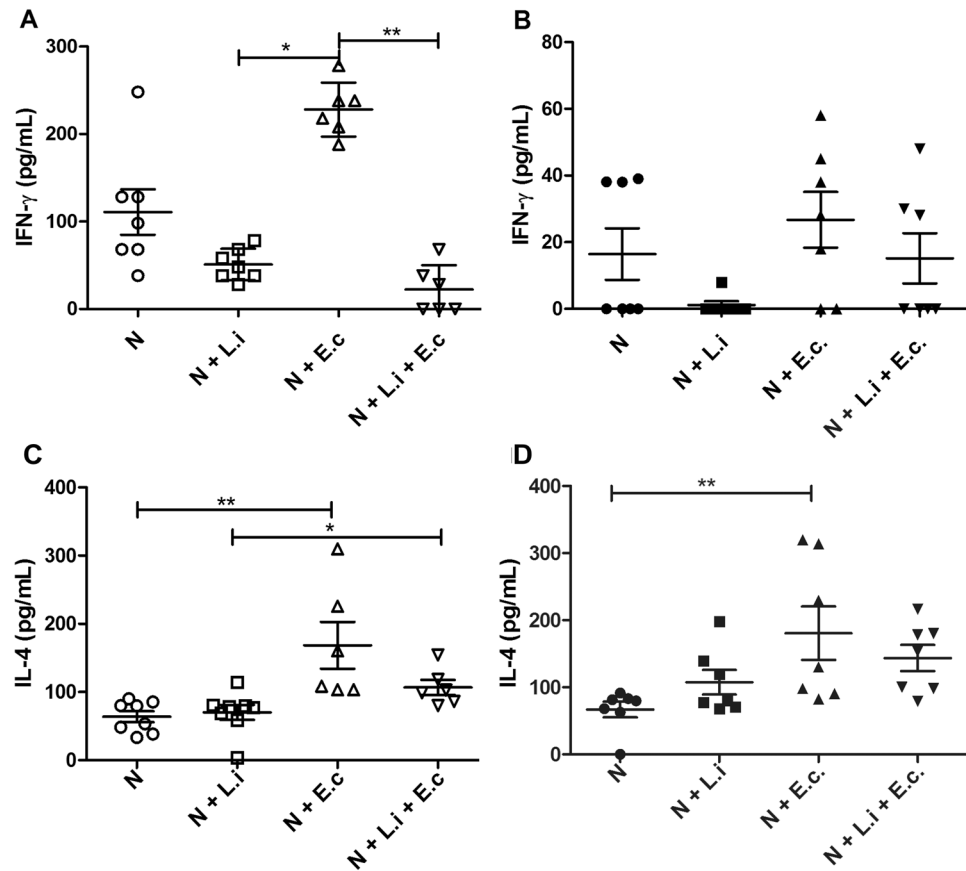 A
IFN-γ (pg/mL)
300
200
100
0
*
**
N
N + L.i
N + E.c
N + L.i + E.c
B
IFN-γ (pg/mL)
80
60
40
20
0
N
N + L.i
N + E.c.
N + L.i + E.c.
C
IL-4 (pg/mL)
400
300
200
100
0
**
*
N
N + L.i
N + E.c
N + L.i + E.c
D
IL-4 (pg/mL)
400
300
200
100
0
**
N
N + L.i
N + E.c.
N + L.i + E.c.